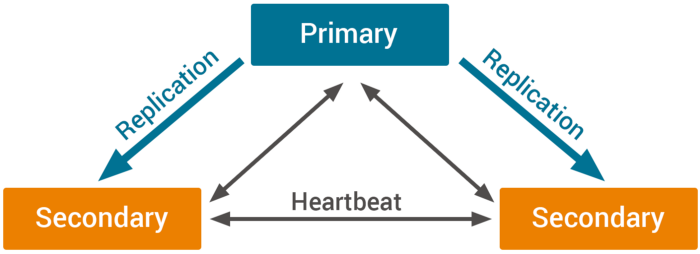 Primary
Replication
Replication
Heartbeat
Secondary
Secondary